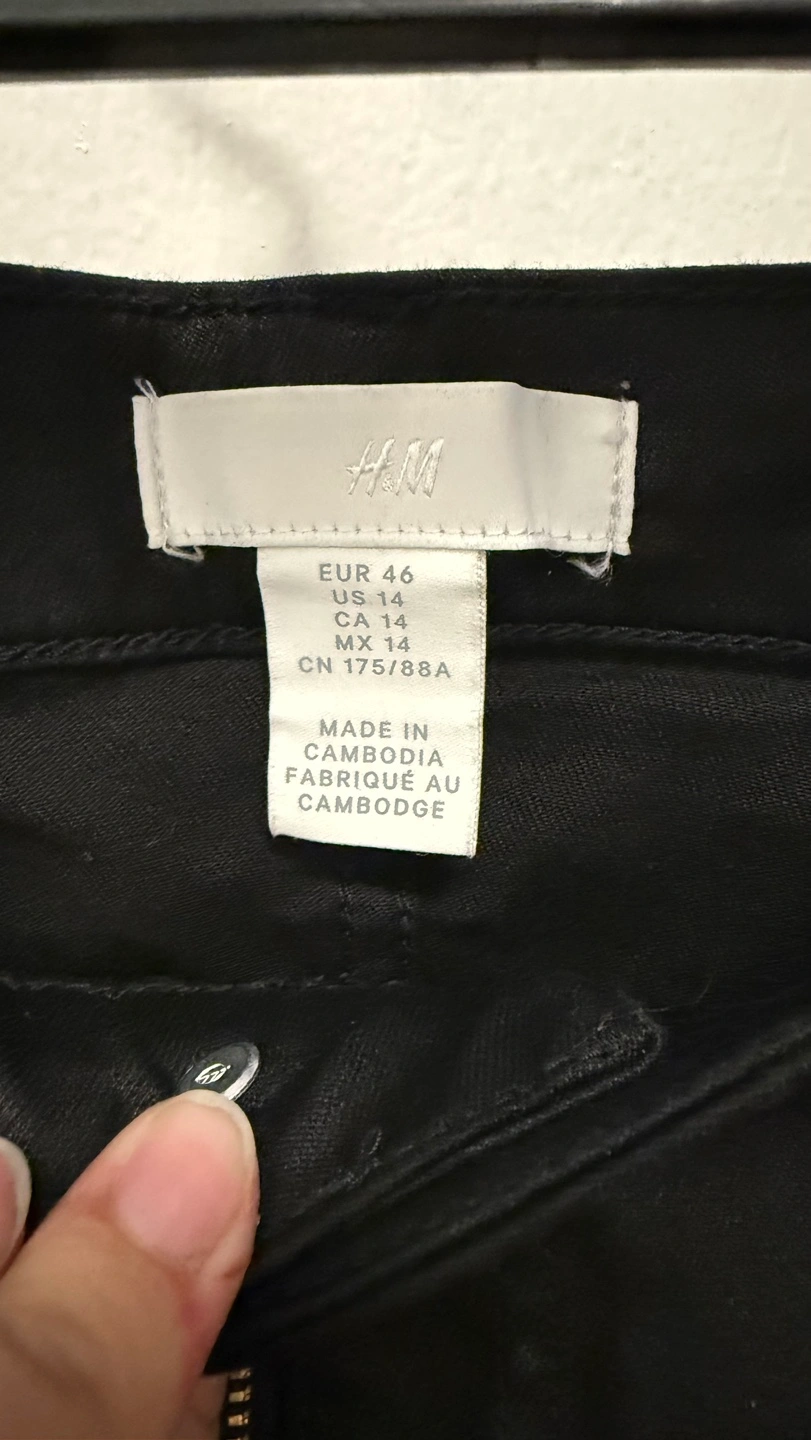 H&M
EUR 46
US 14
CA 14
MX 14
CN 175/88A
MADE IN
CAMBODIA
FABRIQUÉ AU
CAMBODGE